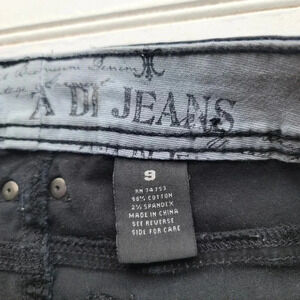 A DI JEANS
9
RN 74753
98% COTTON
2% SPANDEX
MADE IN CHINA
SEE REVERSE
SIDE FOR CARE